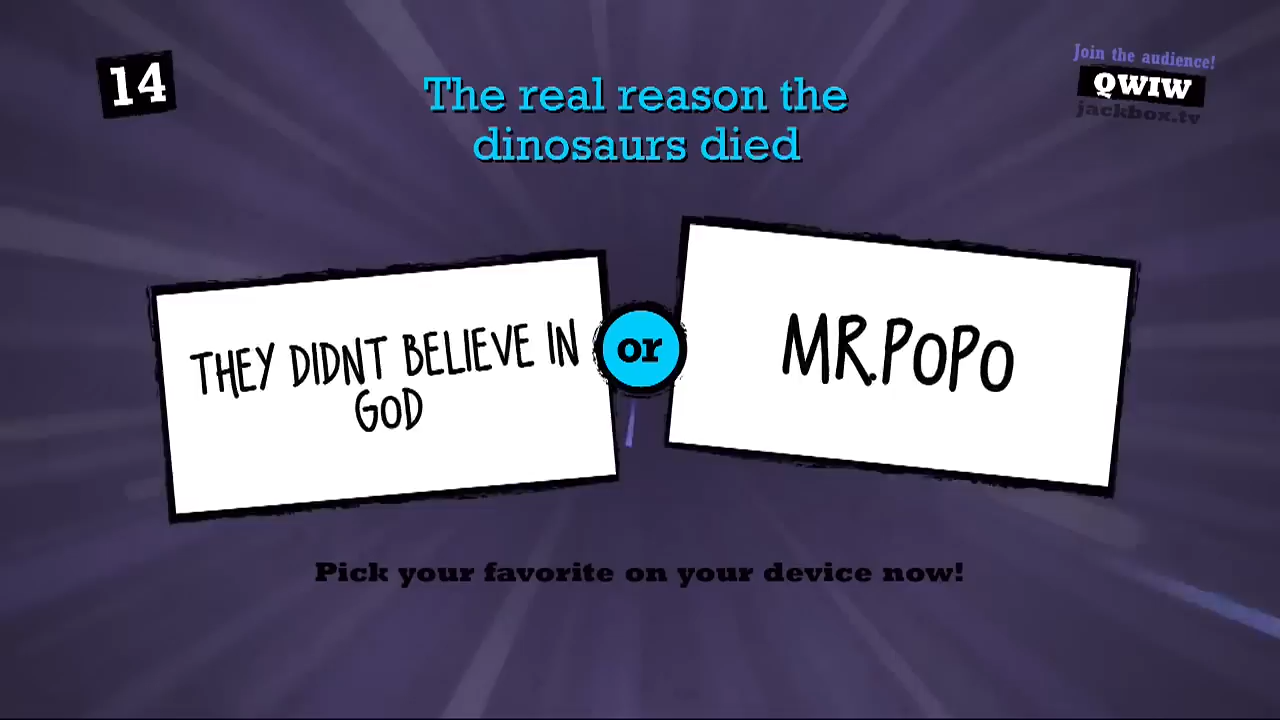 14
Join the audience!
QWIW
jackbox.tv
The real reason the
dinosaurs died
THEY DIDNT BELIEVE IN
GOD
or
MR.POPO
Pick your favorite on your device now!